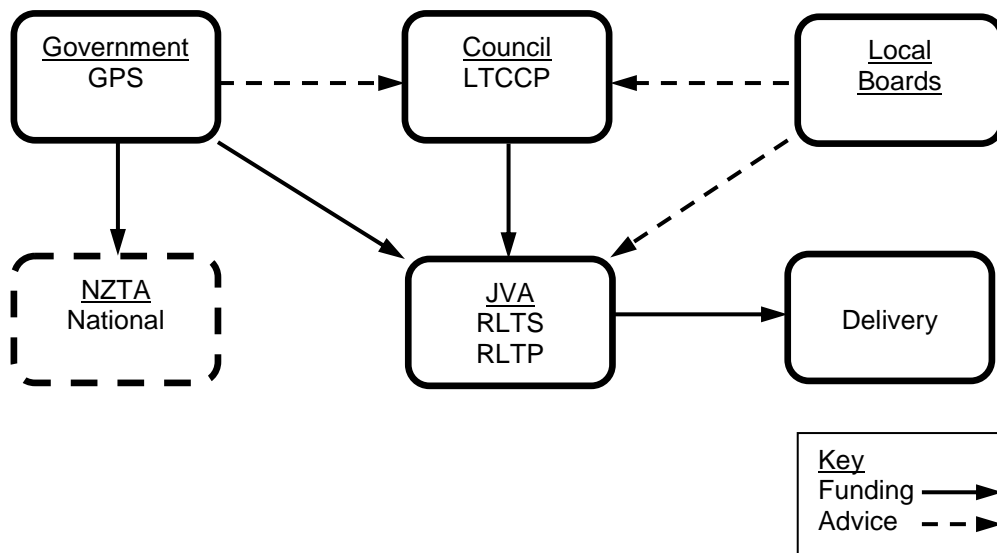 Government
GPS
Council
LTCCP
Local
Boards
NZTA
National
JVA
RLTS
RLTP
Delivery
Key
Funding
Advice